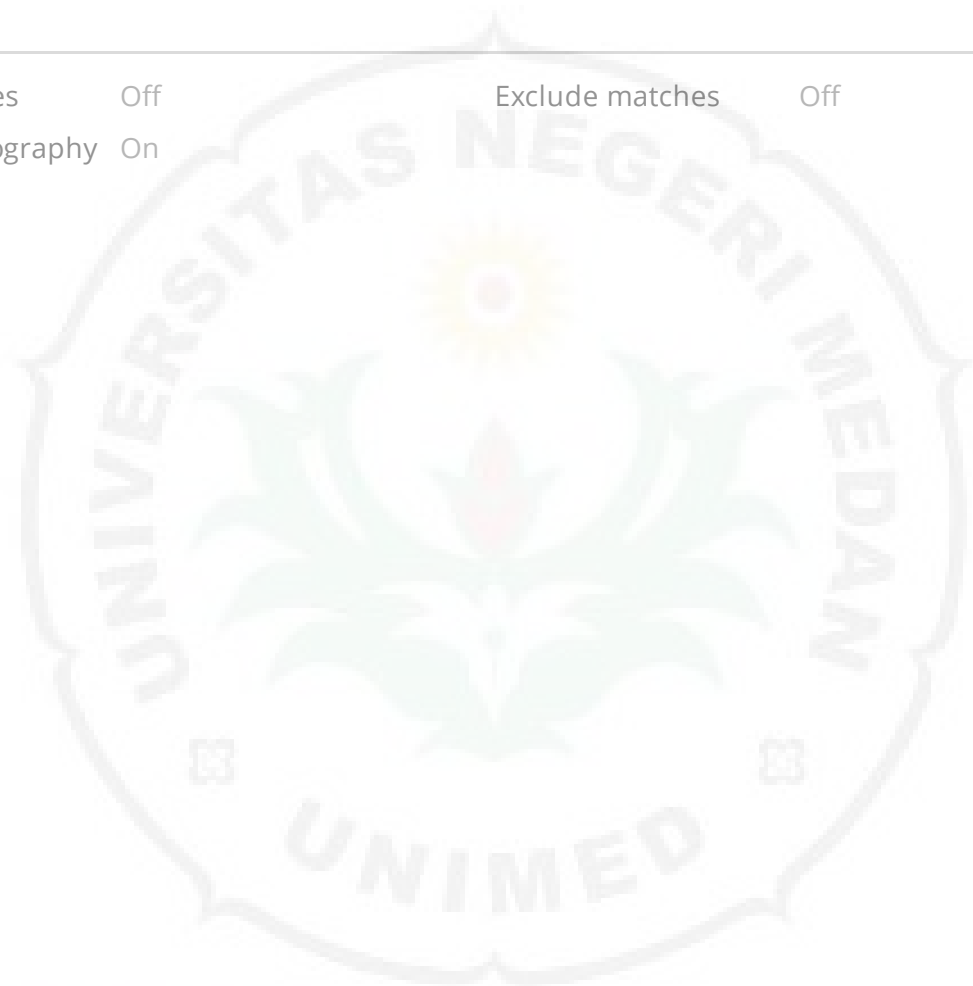 es Off Exclude matches Off
ography On
UNIVERSITAS NEGERI MEDAN
UNIMED